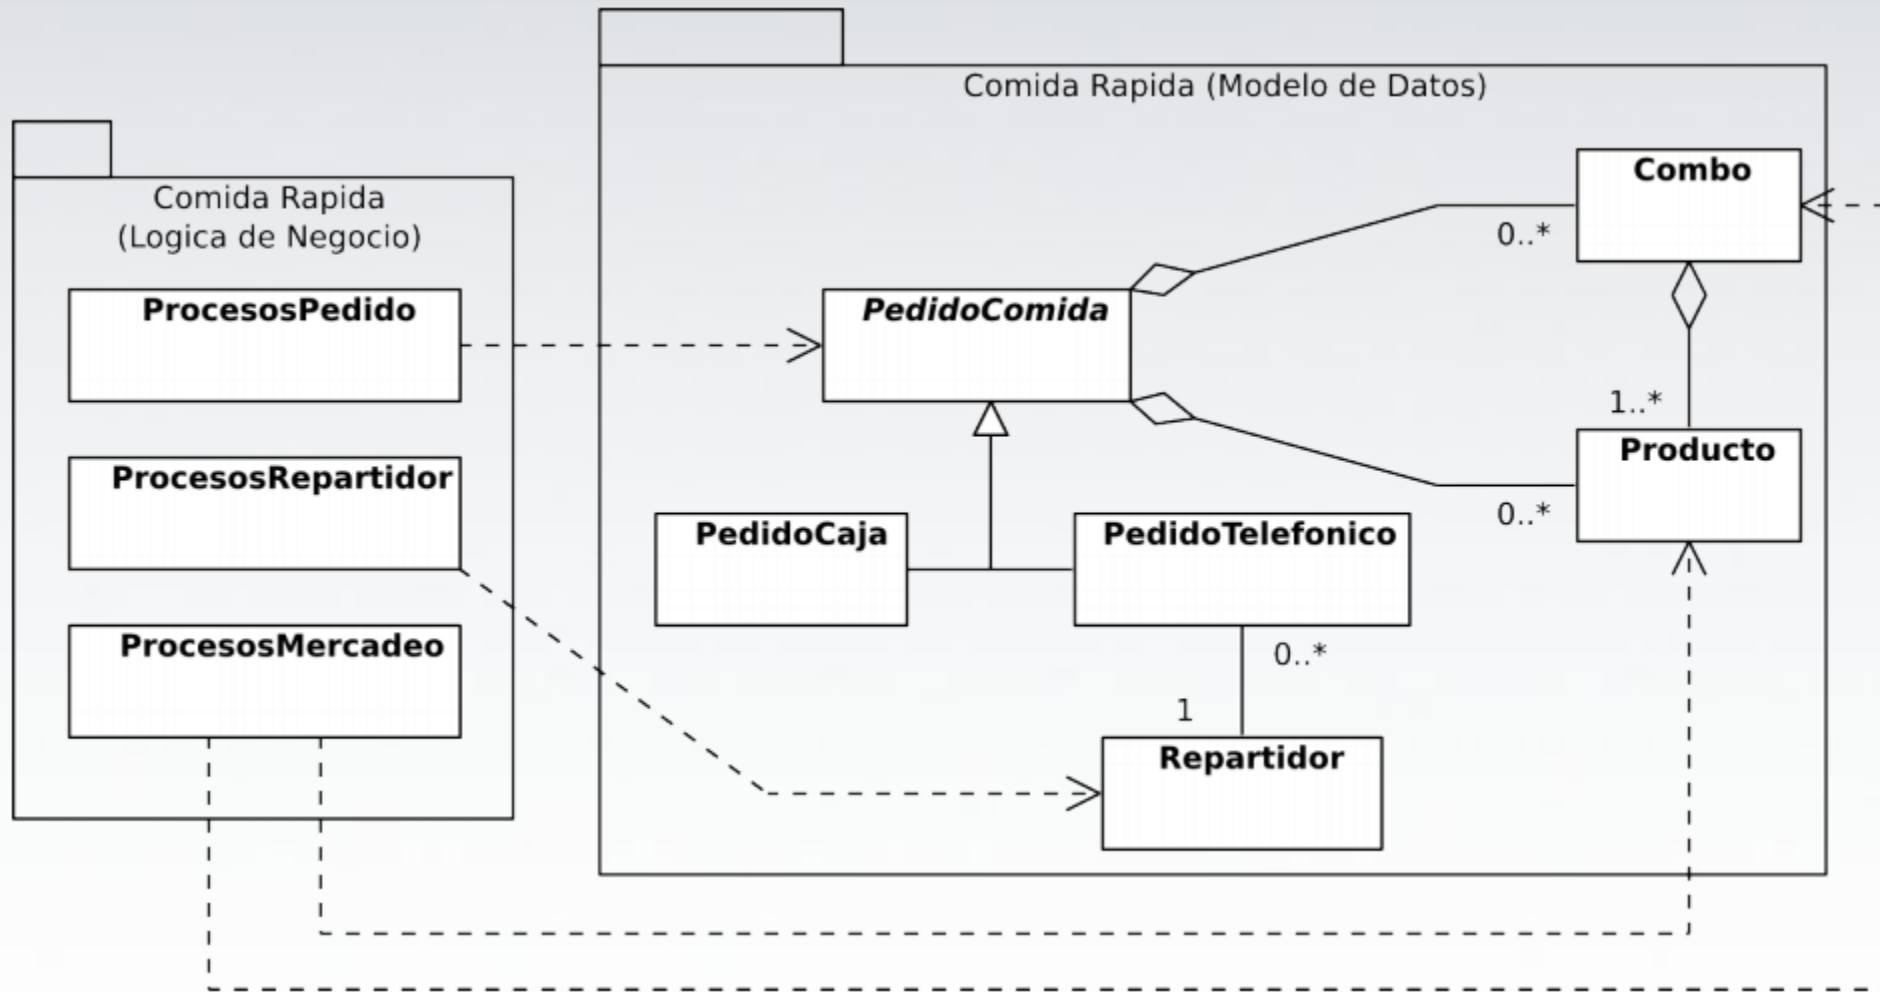 Comida Rapida (Modelo de Datos)
Comida Rapida
(Logica de Negocio)
ProcesosPedido
ProcesosRepartidor
ProcesosMercadeo
PedidoComida
Combo
0..*
1..*
Producto
0..*
PedidoCaja
PedidoTelefonico
0..*
1
Repartidor